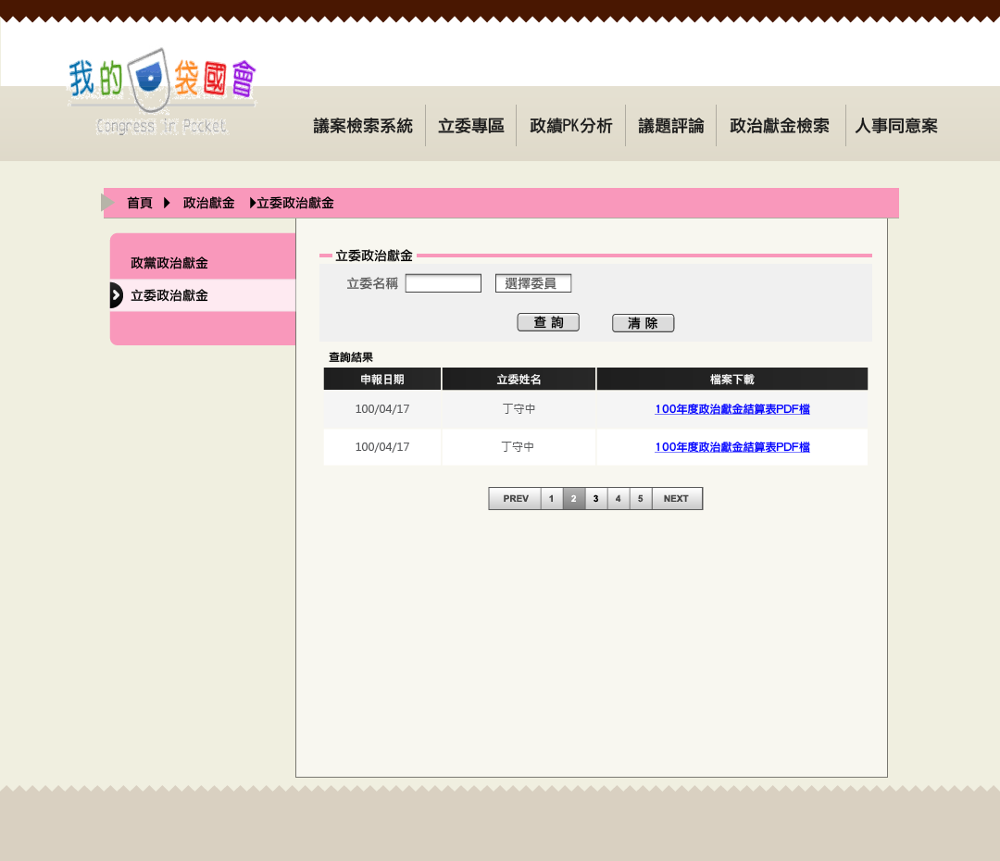 我的袋國會
Congress in Pocket
議案檢索系統 立委專區 政績PK分析 議題評論 政治獻金檢索 人事同意案
首頁 政治獻金 立委政治獻金
政黨政治獻金
立委政治獻金
立委政治獻金
立委名稱 選擇委員
查詢 清除
查詢結果
申報日期 立委姓名 檔案下載
100/04/17 丁守中 100年度政治獻金結算表PDF檔
100/04/17 丁守中 100年度政治獻金結算表PDF檔
PREV 1 2 3 4 5 NEXT